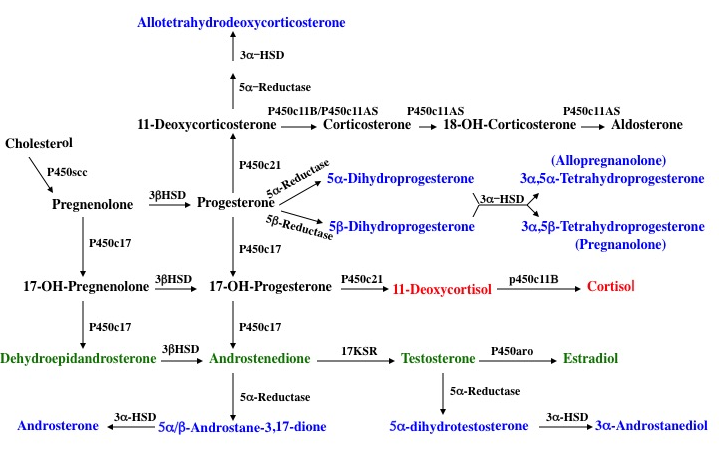 Allotetrahydrodeoxycorticosterone
3α–HSD
5α–Reductase
P450c11B/P450c11AS P450c11AS P450c11AS
11-Deoxycorticosterone Corticosterone 18-OH-Corticosterone Aldosterone
Cholesterol
(Allopregnanolone)
P450c21 5α-Reductase
P450scc 5α-Dihydroprogesterone 3α,5α-Tetrahydroprogesterone
3βHSD 3α–HSD
Pregnenolone Progesterone
5β-Reductase 5β-Dihydroprogesterone 3α,5β-Tetrahydroprogesterone
P450c17 P450c17 (Pregnanolone)
3βHSD P450c21 p450c11B
17-OH-Pregnenolone 17-OH-Progesterone 11-Deoxycortisol Cortisol
P450c17 P450c17
3βHSD 17KSR P450aro
Dehydroepidandrosterone Androstenedione Testosterone Estradiol
5α-Reductase 5α-Reductase
3α-HSD 3α-HSD
Androsterone 5α/β-Androstane-3,17-dione 5α-dihydrotestosterone 3α-Androstanediol